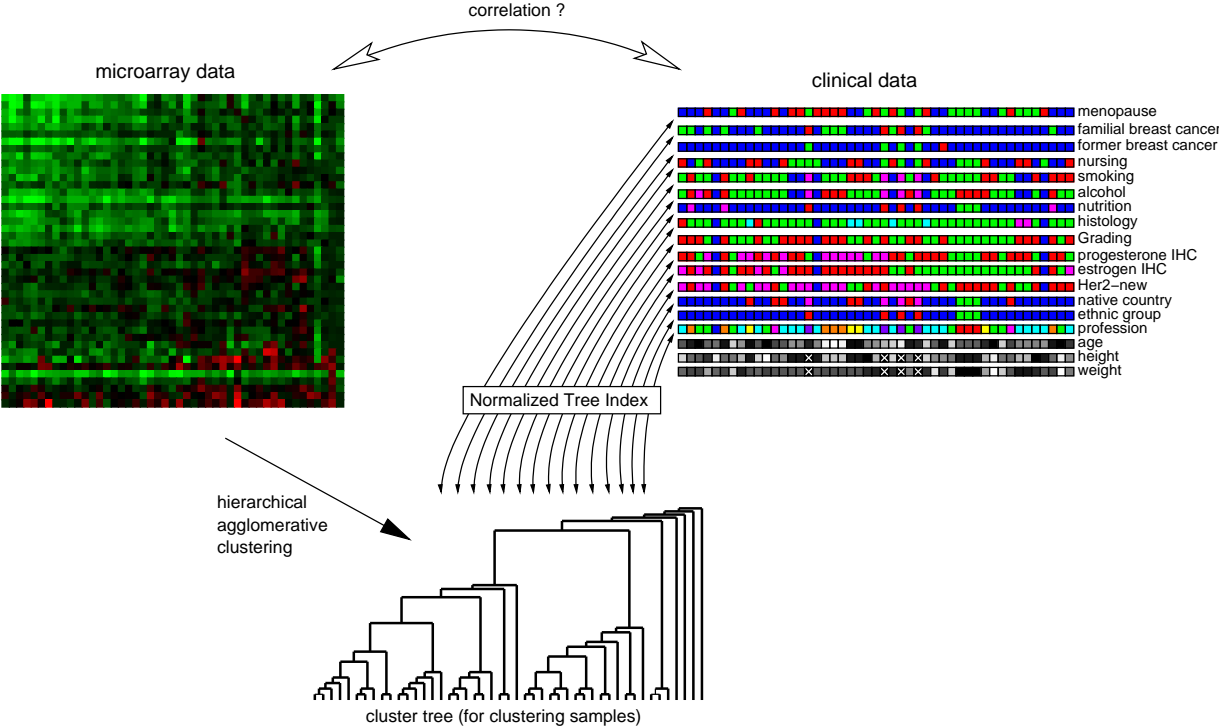 correlation ?
microarray data
clinical data
menopause
familial breast cancer
former breast cancer
nursing
smoking
alcohol
nutrition
histology
Grading
progesterone IHC
estrogen IHC
Her2−new
native country
ethnic group
profession
age
height
weight
Normalized Tree Index
hierarchical
agglomerative
clustering
cluster tree (for clustering samples)